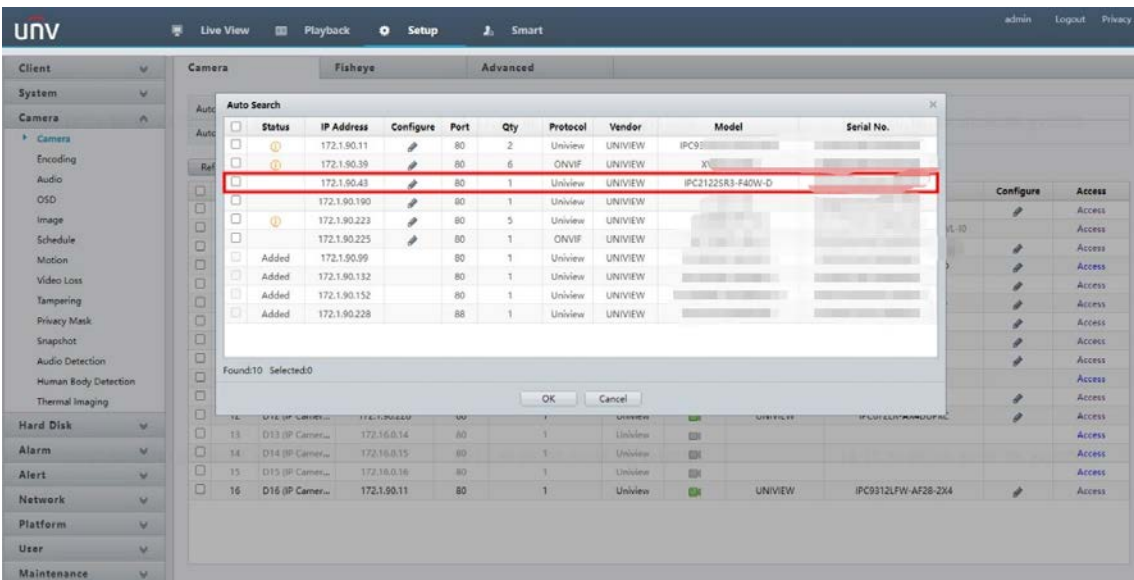 unv Live View Playback Setup Smart admin Logout Privacy
Client
System
Camera
Camera
Encoding
Audio
OSD
Image
Schedule
Motion
Video Loss
Tampering
Privacy Mask
Snapshot
Audio Detection
Human Body Detection
Thermal Imaging
Hard Disk
Alarm
Alert
Network
Platform
User
Maintenance
Camera Fisheye Advanced
Auto Search
Status IP Address Configure Port Qty Protocol Vendor Model Serial No.
172.1.90.11 80 2 Uniview UNIVIEW
172.1.90.39 80 6 ONVIF UNIVIEW
172.1.90.43 80 1 Uniview UNIVIEW IPC2122SR3-F40W-D
172.1.90.190 80 1 Uniview UNIVIEW
172.1.90.223 80 5 Uniview UNIVIEW
172.1.90.225 80 1 ONVIF UNIVIEW
Added 172.1.90.99 80 1 Uniview UNIVIEW
Added 172.1.90.132 80 1 Uniview UNIVIEW
Added 172.1.90.152 80 1 Uniview UNIVIEW
Added 172.1.90.228 88 1 Uniview UNIVIEW
Found:10 Selected:0
OK Cancel
Configure Access
Access
Access
Access
Access
Access
Access
Access
Access
Access
Access
Access
Access
13 D13 (IP Camer... 172.16.0.14 80 1 Uniview Access
14 D14 (IP Camer... 172.16.0.15 80 1 Uniview Access
15 D15 (IP Camer... 172.16.0.16 80 1 Uniview Access
16 D16 (IP Camer... 172.1.90.11 80 1 Uniview UNIVIEW IPC9312LFW-AF28-2X4 Access